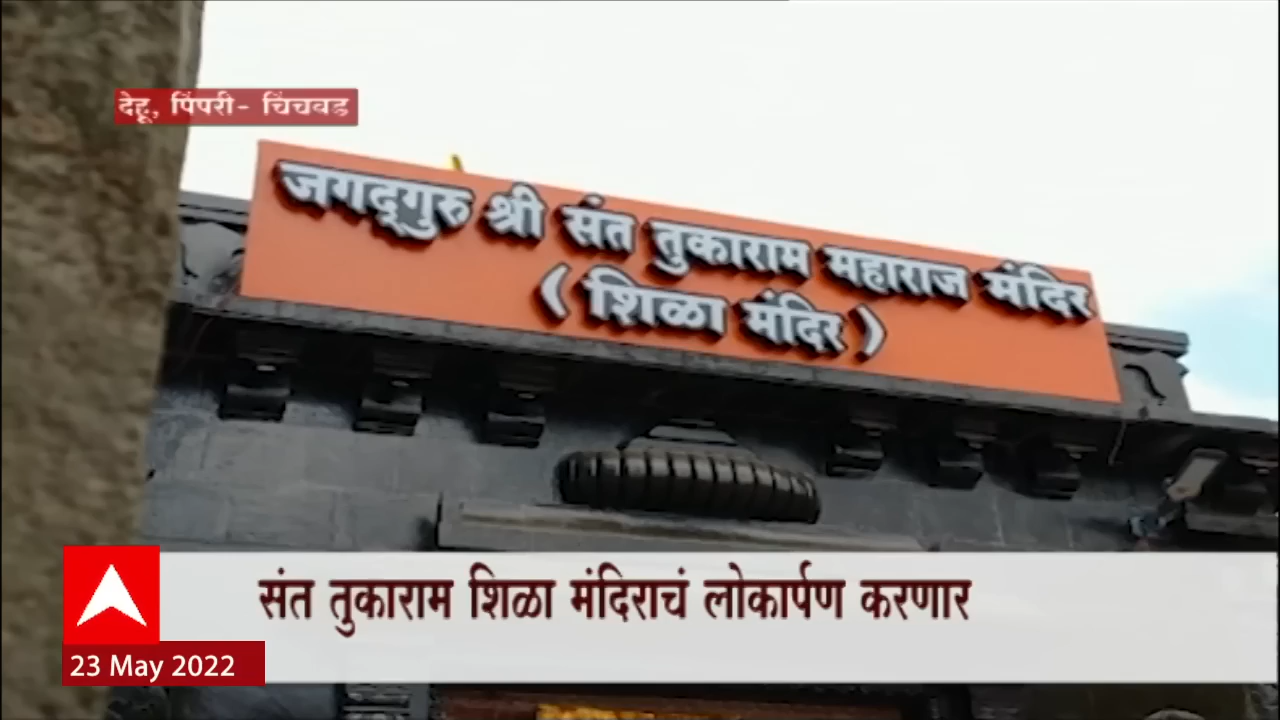 देहू, पिंपरी- चिंचवड
जगद्‌गुरु श्री संत तुकाराम महाराज मंदिर
( शिळा मंदिर )
संत तुकाराम शिळा मंदिराचं लोकार्पण करणार
23 May 2022